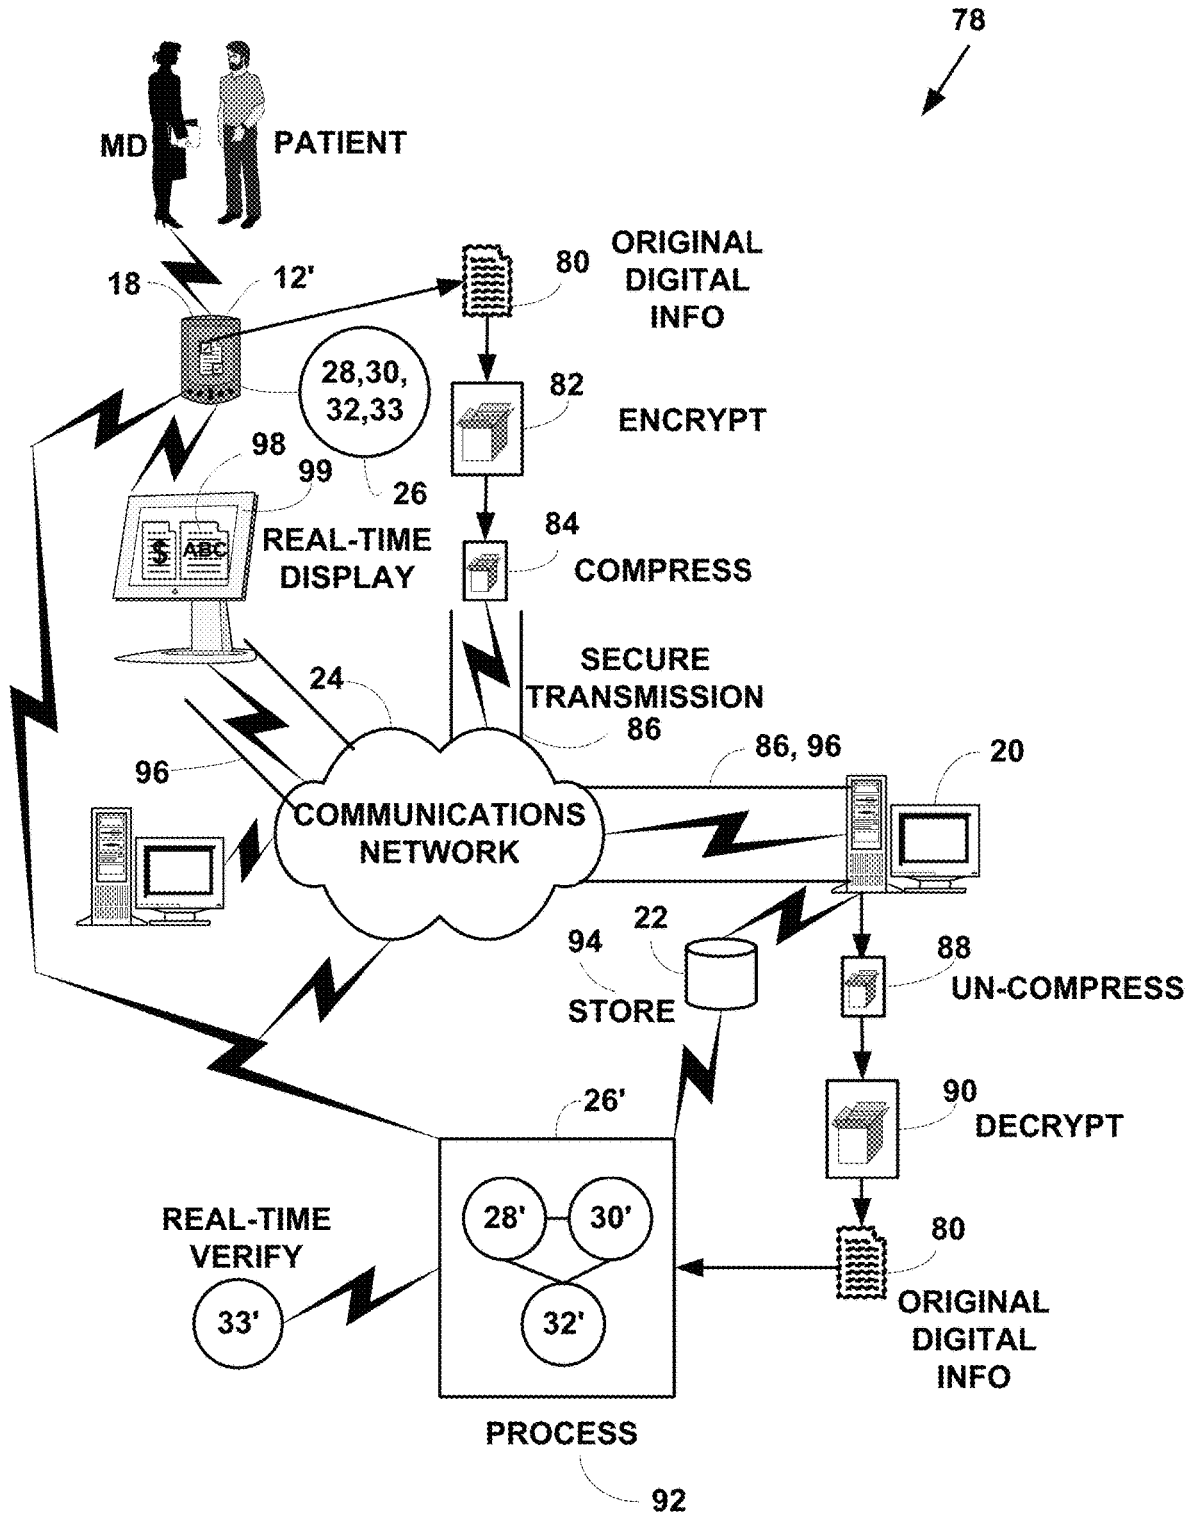 78
MD
PATIENT
18
12'
80
ORIGINAL
DIGITAL
INFO
28,30,
32,33
26
82
ENCRYPT
98
99
$
ABC
REAL-TIME
DISPLAY
84
COMPRESS
24
SECURE
TRANSMISSION
86
96
86, 96
20
COMMUNICATIONS
NETWORK
94
22
STORE
88
UN-COMPRESS
26'
90
DECRYPT
28'
30'
32'
REAL-TIME
VERIFY
33'
80
ORIGINAL
DIGITAL
INFO
PROCESS
92